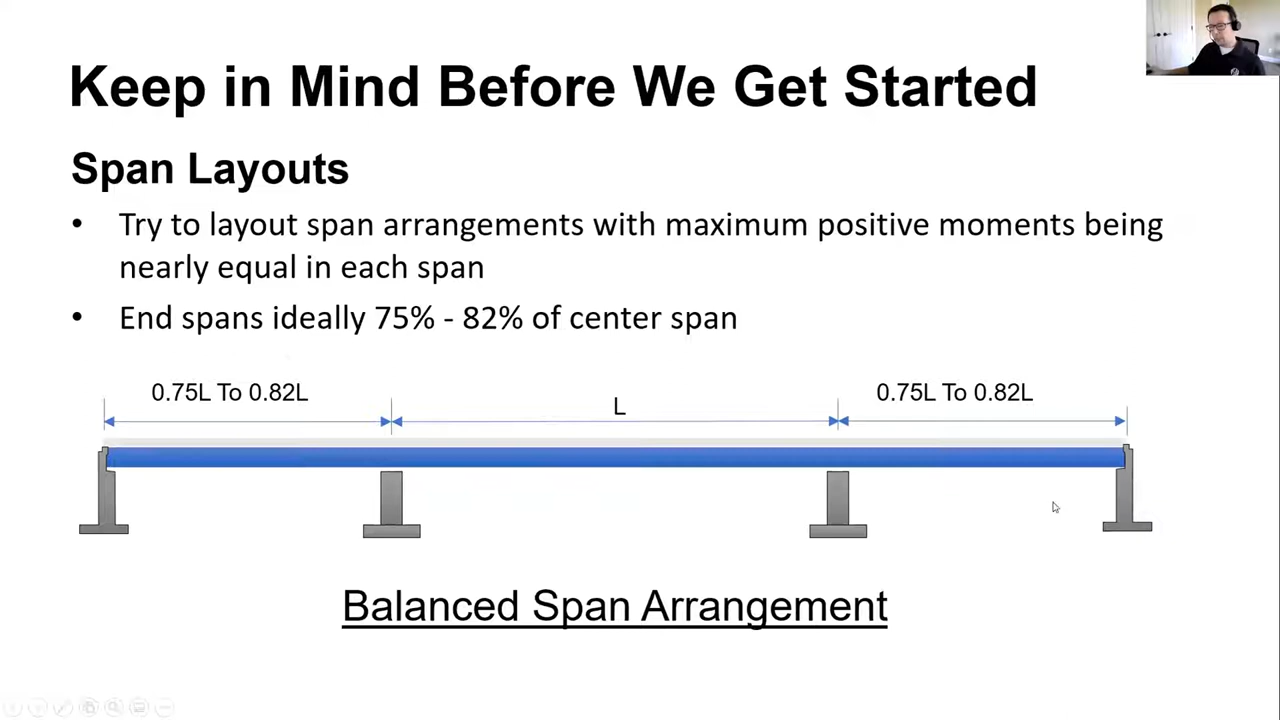 Keep in Mind Before We Get Started
Span Layouts
• Try to layout span arrangements with maximum positive moments being
nearly equal in each span
• End spans ideally 75% - 82% of center span
0.75L To 0.82L
L
0.75L To 0.82L
Balanced Span Arrangement